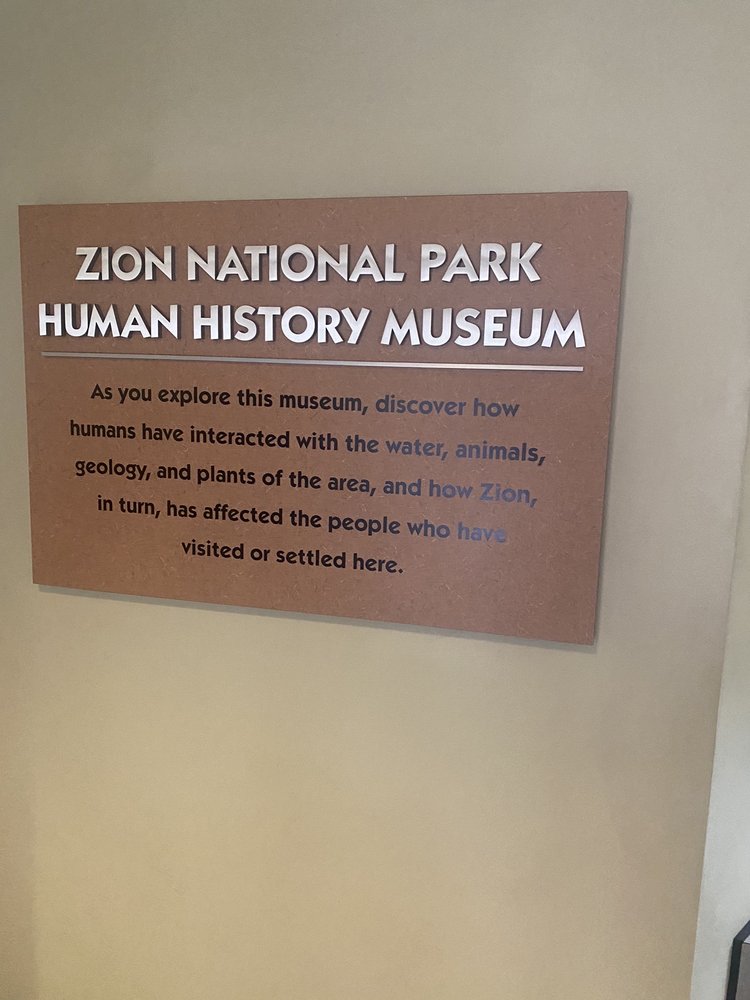 ZION NATIONAL PARK
HUMAN HISTORY MUSEUM
As you explore this museum, discover how
humans have interacted with the water, animals,
geology, and plants of the area, and how Zion,
in turn, has affected the people who have
visited or settled here.